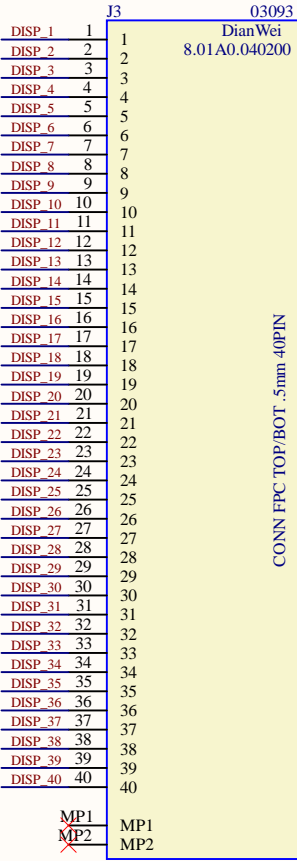 J3 03093
DianWei
8.01A0.040200
DISP_1 1 1
DISP_2 2 2
DISP_3 3 3
DISP_4 4 4
DISP_5 5 5
DISP_6 6 6
DISP_7 7 7
DISP_8 8 8
DISP_9 9 9
DISP_10 10 10
DISP_11 11 11
DISP_12 12 12
DISP_13 13 13
DISP_14 14 14
DISP_15 15 15
DISP_16 16 16
DISP_17 17 17
DISP_18 18 18
DISP_19 19 19
DISP_20 20 20
DISP_21 21 21
DISP_22 22 22
DISP_23 23 23
DISP_24 24 24
DISP_25 25 25
DISP_26 26 26
DISP_27 27 27
DISP_28 28 28
DISP_29 29 29
DISP_30 30 30
DISP_31 31 31
DISP_32 32 32
DISP_33 33 33
DISP_34 34 34
DISP_35 35 35
DISP_36 36 36
DISP_37 37 37
DISP_38 38 38
DISP_39 39 39
DISP_40 40 40
MP1 MP1
MP2 MP2
CONN FPC TOP/BOT .5mm 40PIN